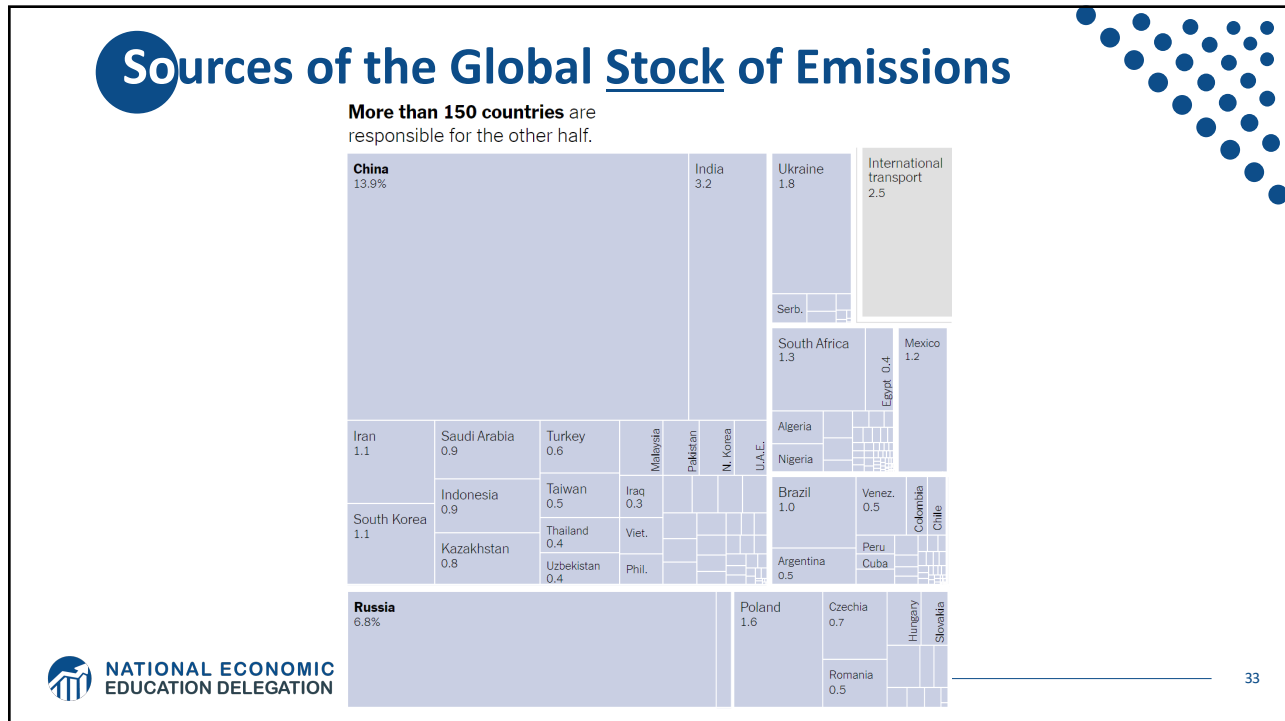 Sources of the Global Stock of Emissions
More than 150 countries are
responsible for the other half.
China
13.9%
India
3.2
Ukraine
1.8
Serb.
International
transport
2.5
South Africa
1.3
Egypt 0.4
Algeria
Nigeria
Mexico
1.2
Iran
1.1
South Korea
1.1
Saudi Arabia
0.9
Indonesia
0.9
Kazakhstan
0.8
Turkey
0.6
Taiwan
0.5
Thailand
0.4
Uzbekistan
0.4
Malaysia
Pakistan
N. Korea
U.A.E.
Iraq
0.3
Viet.
Phil.
Brazil
1.0
Argentina
0.5
Venez.
0.5
Colombia
Chile
Peru
Cuba
Russia
6.8%
Poland
1.6
Czechia
0.7
Romania
0.5
Hungary
Slovakia
NATIONAL ECONOMIC
EDUCATION DELEGATION
33